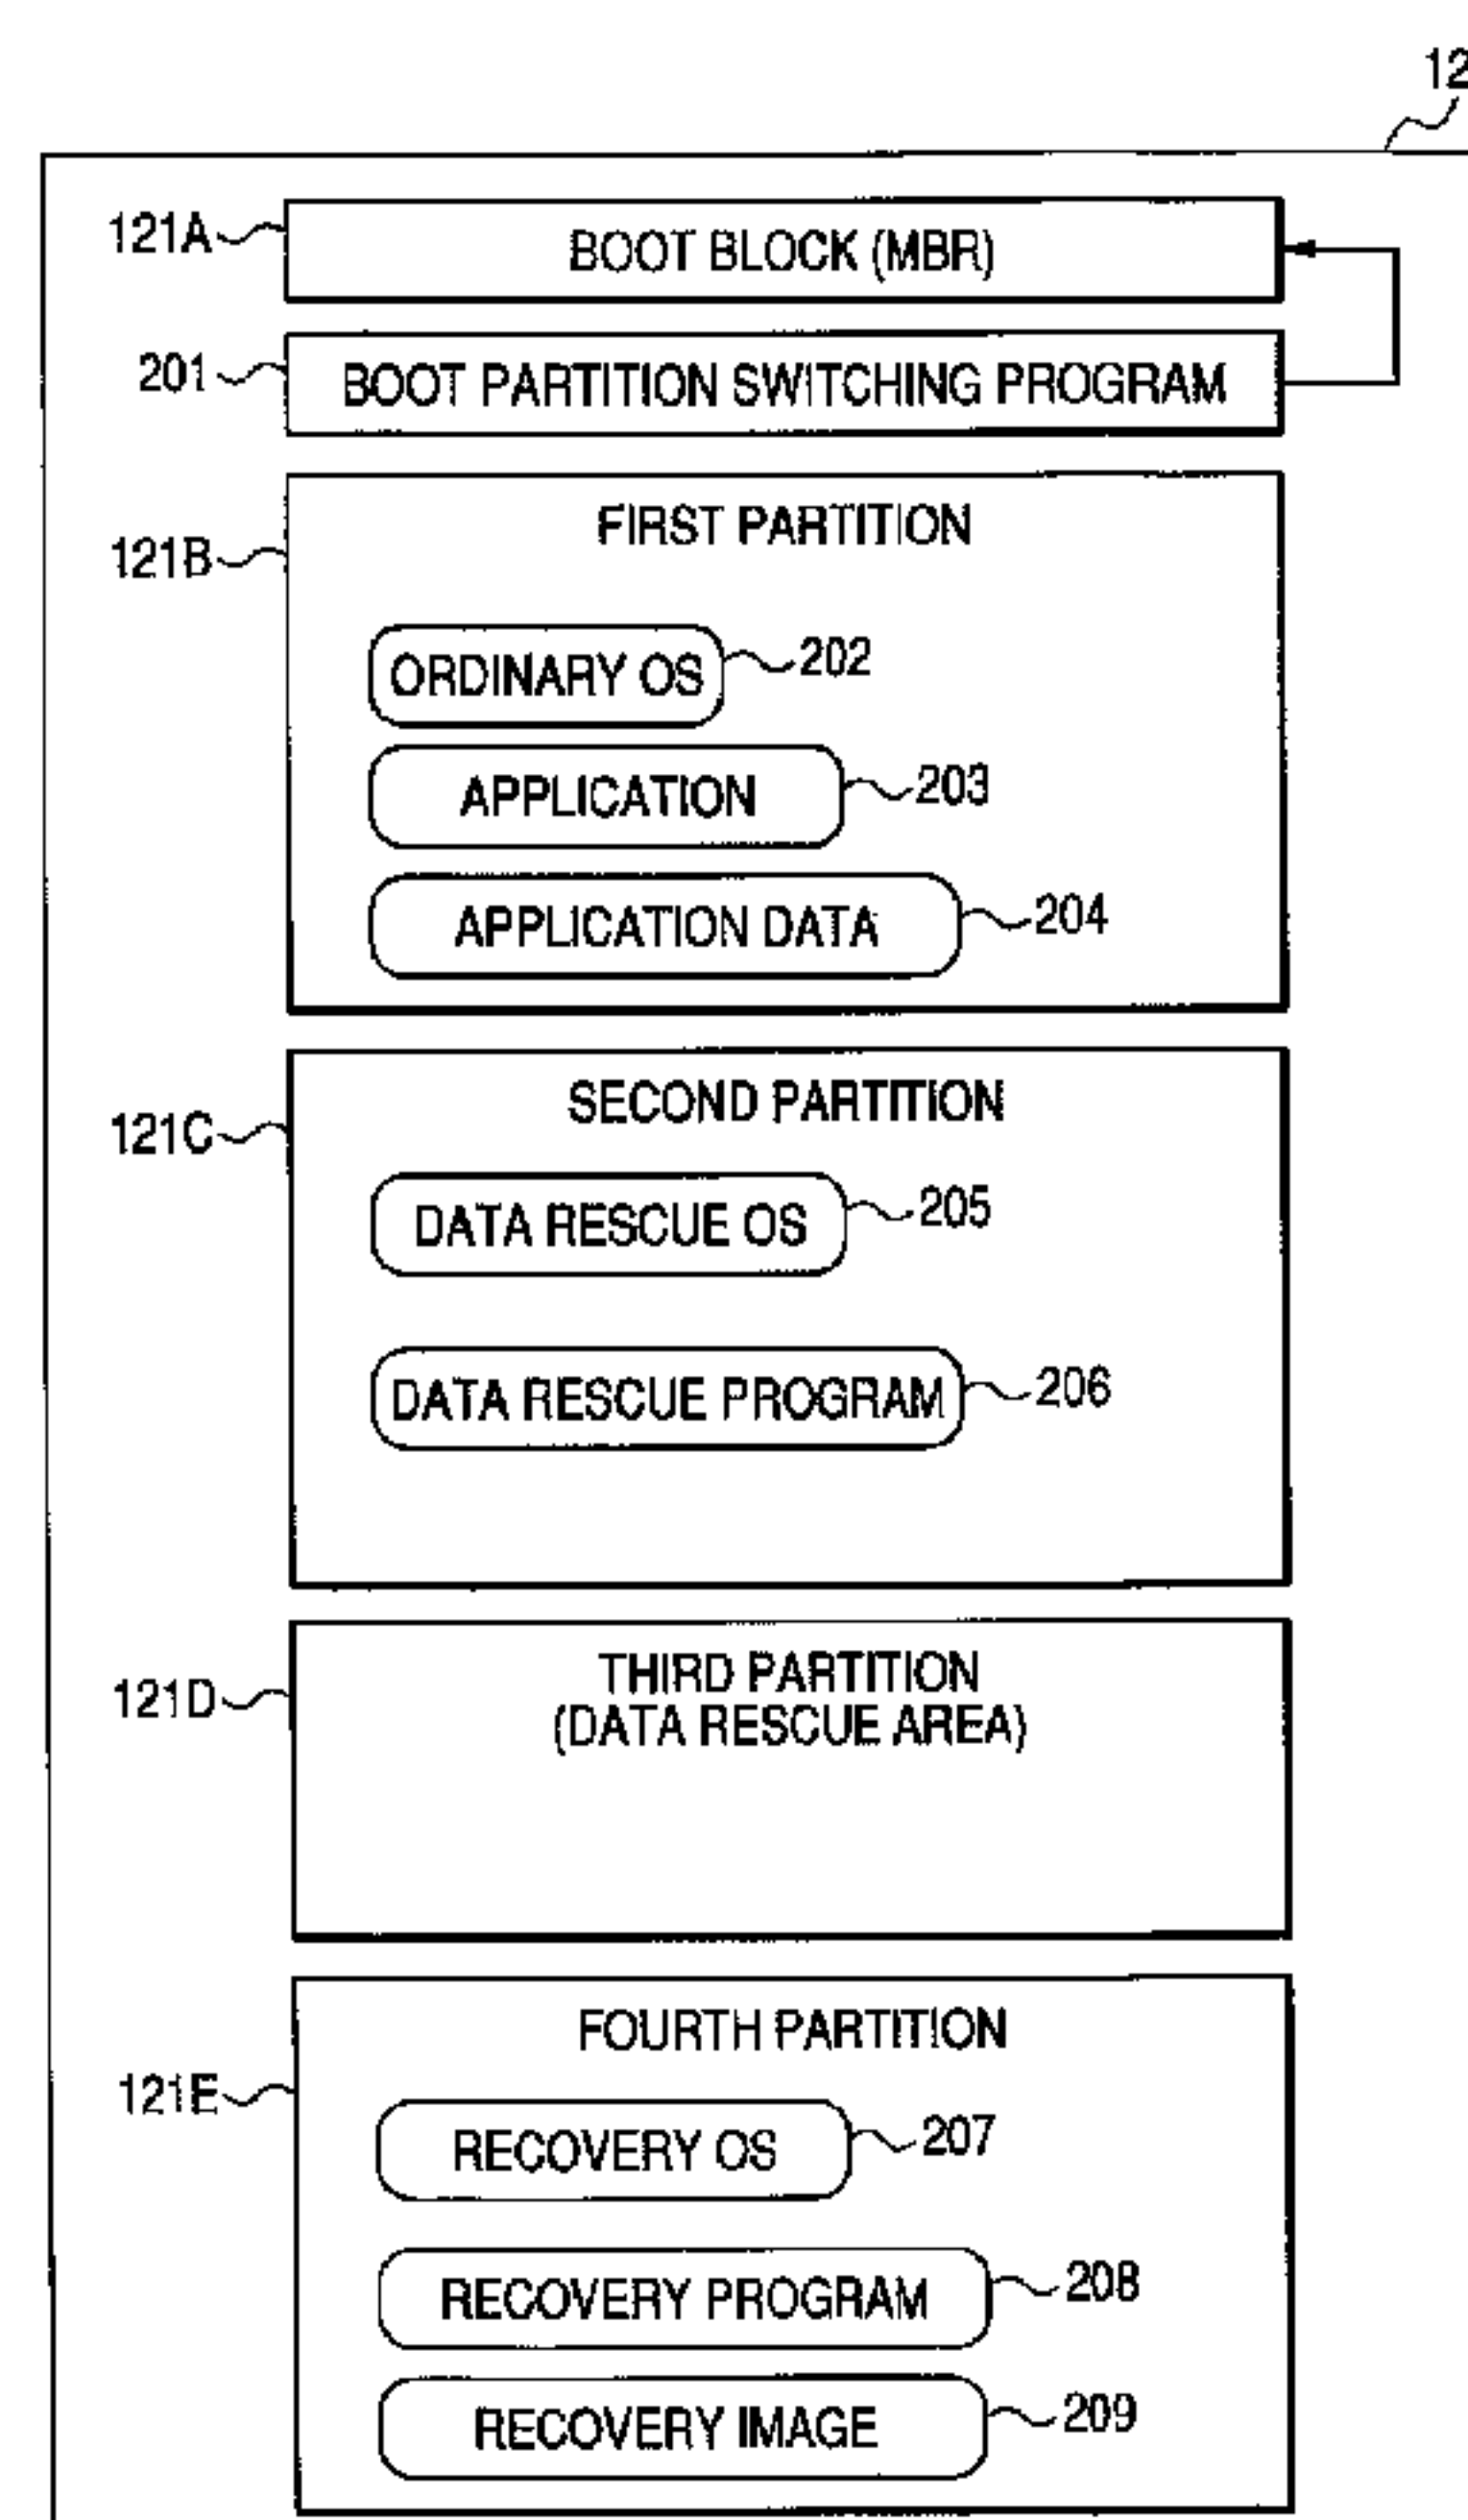 12
121A
BOOT BLOCK (MBR)
201
BOOT PARTITION SWITCHING PROGRAM
121B
FIRST PARTITION
ORDINARY OS
202
APPLICATION
203
APPLICATION DATA
204
121C
SECOND PARTITION
DATA RESCUE OS
205
DATA RESCUE PROGRAM
206
121D
THIRD PARTITION
(DATA RESCUE AREA)
121E
FOURTH PARTITION
RECOVERY OS
207
RECOVERY PROGRAM
208
RECOVERY IMAGE
209